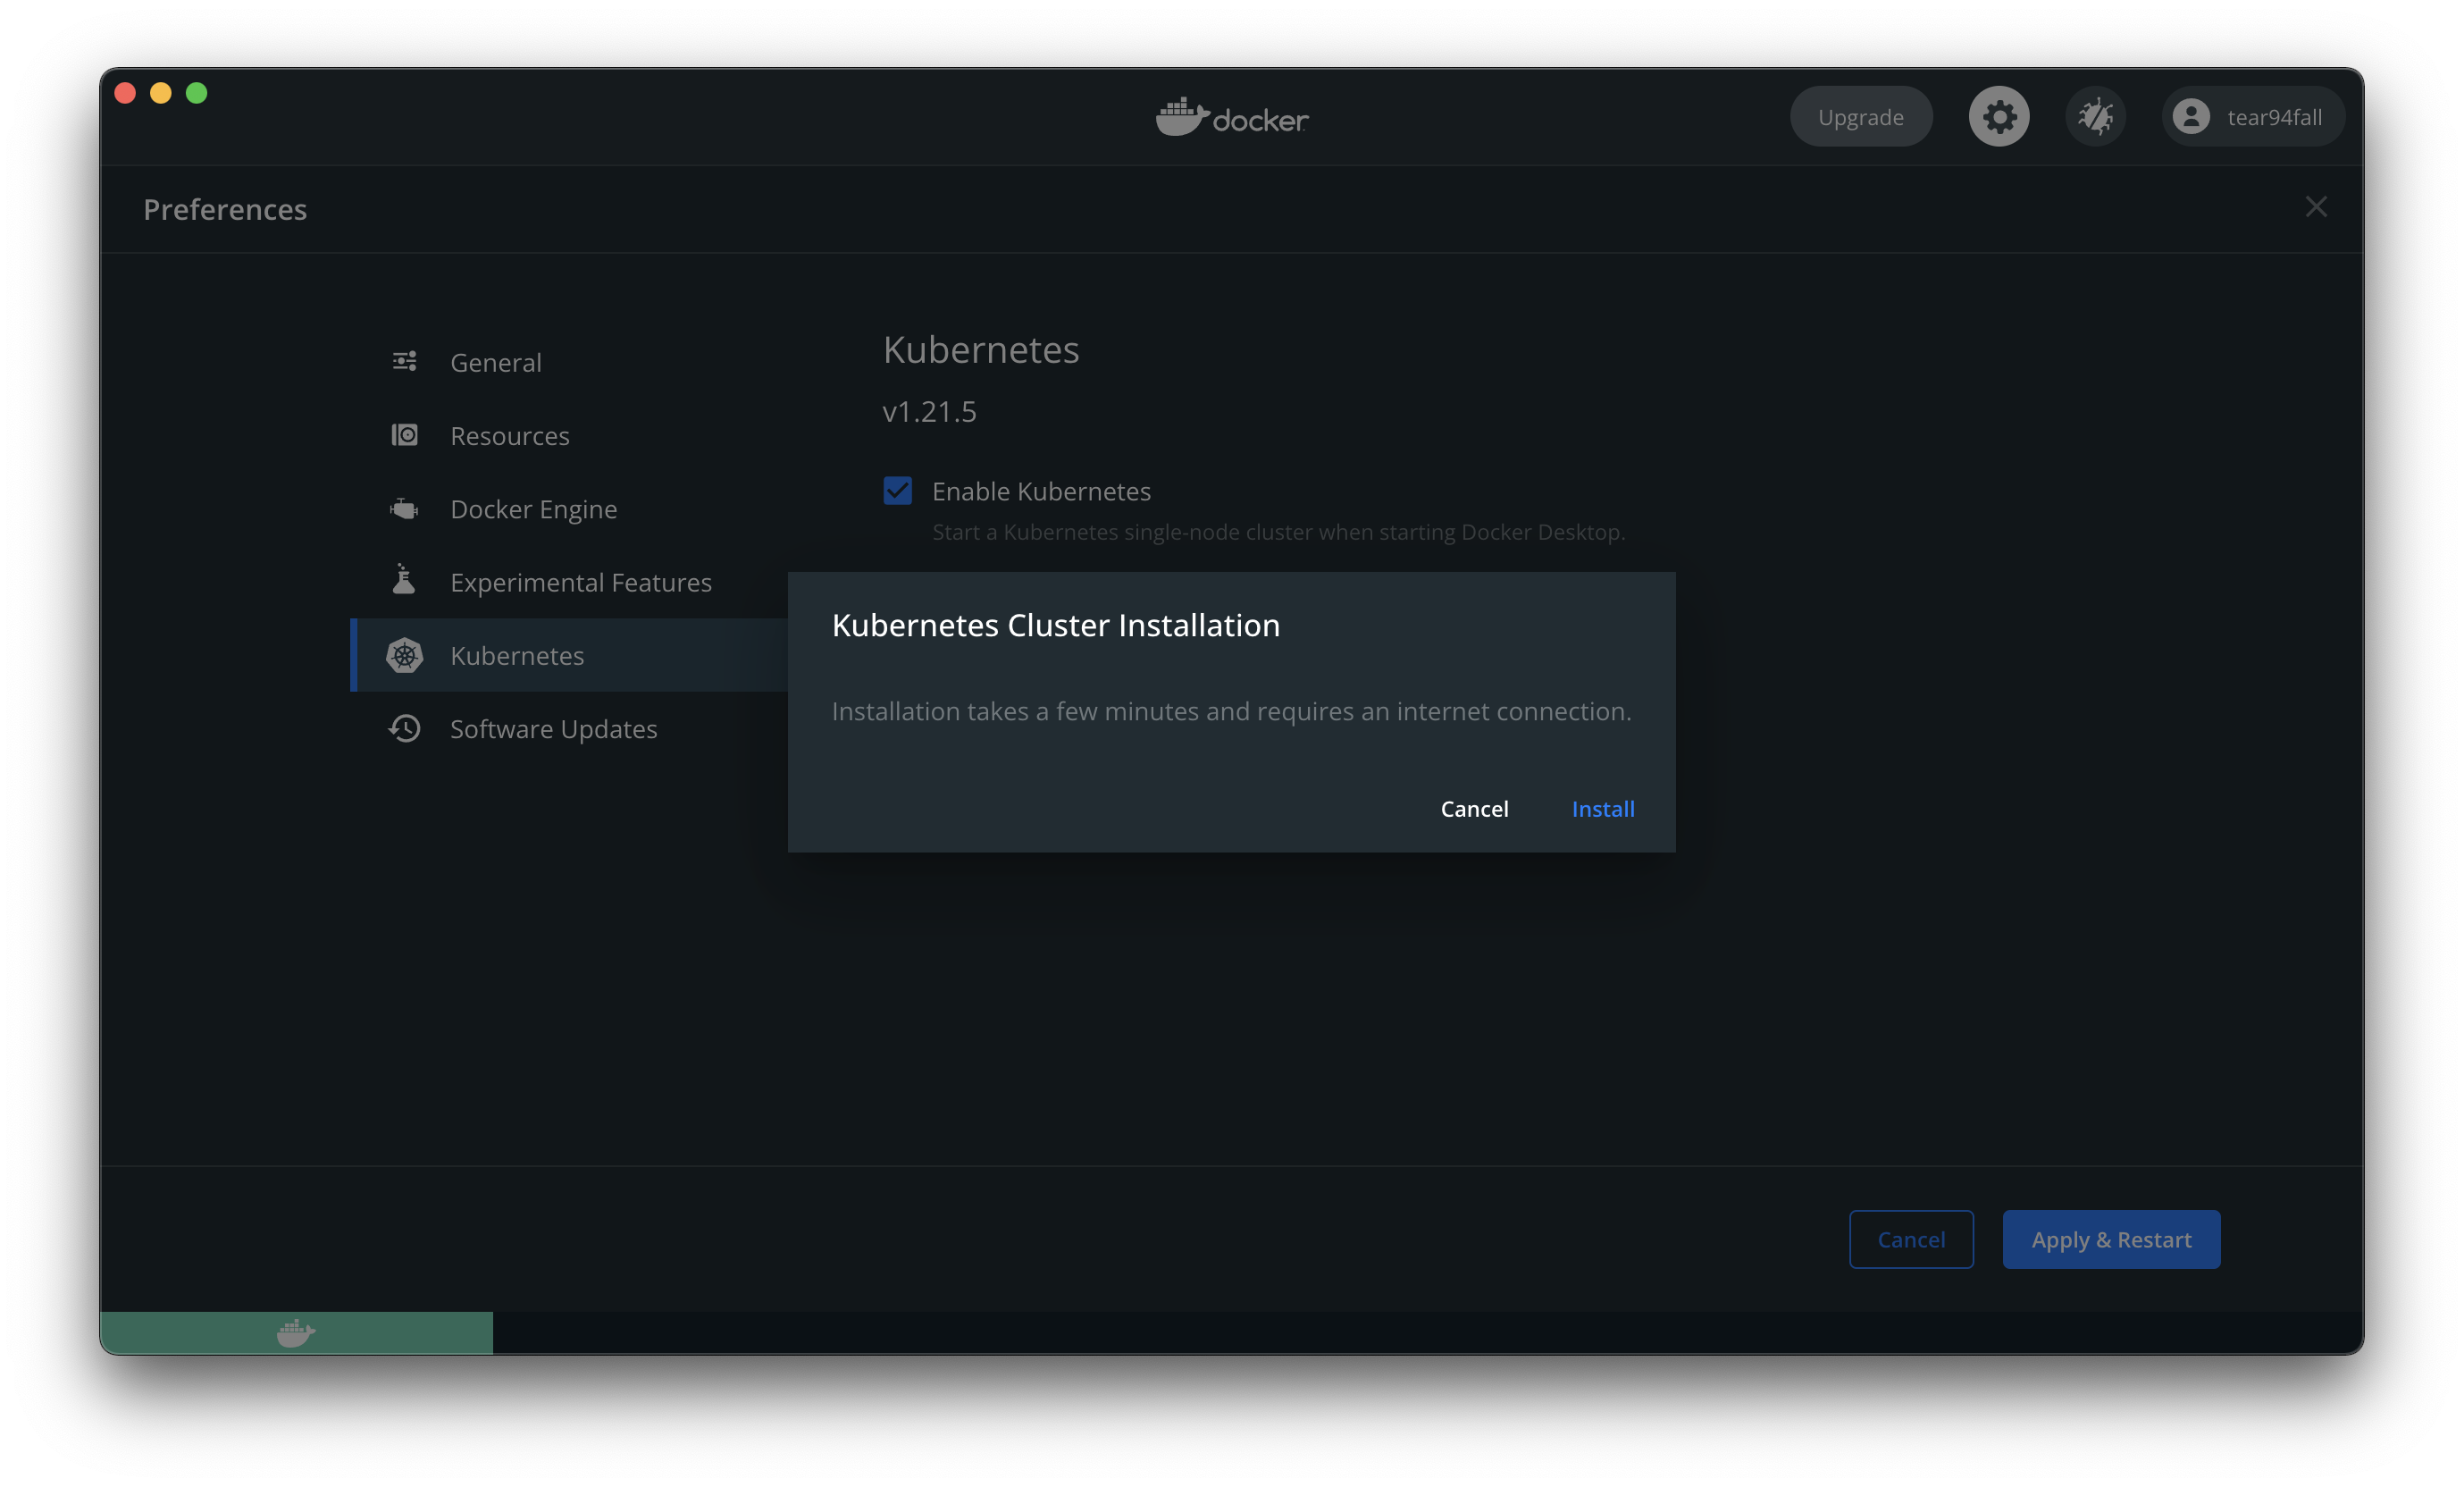 docker
Upgrade
tear94fall
Preferences
General
Resources
Docker Engine
Experimental Features
Kubernetes
Software Updates
Kubernetes
v1.21.5
Enable Kubernetes
Start a Kubernetes single-node cluster when starting Docker Desktop.
Kubernetes Cluster Installation
Installation takes a few minutes and requires an internet connection.
Cancel
Install
Cancel
Apply & Restart